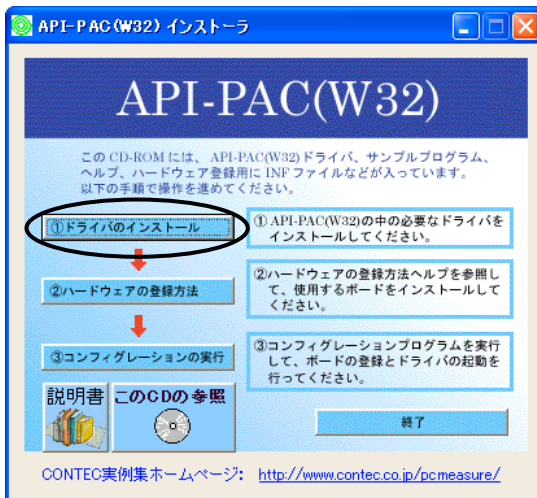 API-PAC(W32) インストーラ
API-PAC(W32)
この CD-ROM には、 API-PAC(W32) ドライバ、サンプルプログラム、
ヘルプ、ハードウェア登録用に INF ファイルなどが入っています。
以下の手順で操作を進めてください。
①ドライバのインストール
①API-PAC(W32)の中の必要なドライバを
インストールしてください。
②ハードウェアの登録方法
②ハードウェアの登録方法ヘルプを参照し
て、使用するボードをインストールして
ください。
③コンフィグレーションの実行
③コンフィグレーションプログラムを実行
して、ボードの登録とドライバの起動を
行ってください。
説明書
このCDの参照
終了
CONTEC実例集ホームページ: http://www.contec.co.jp/pcmeasure/